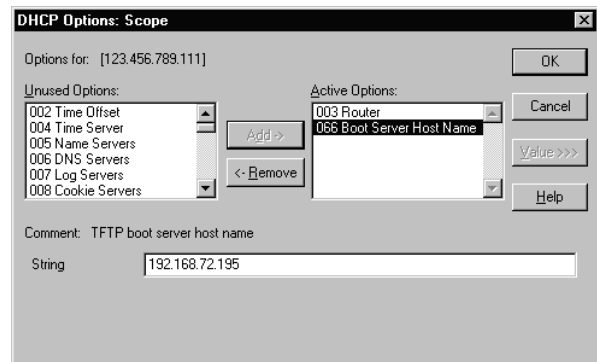 DHCP Options: Scope
Options for: [123.456.789.111]
OK
Unused Options:
Active Options:
002 Time Offset
004 Time Server
005 Name Servers
006 DNS Servers
007 Log Servers
008 Cookie Servers
Add ->
<- Remove
003 Router
066 Boot Server Host Name
Cancel
Value >>>
Help
Comment: TFTP boot server host name
String
192.168.72.195